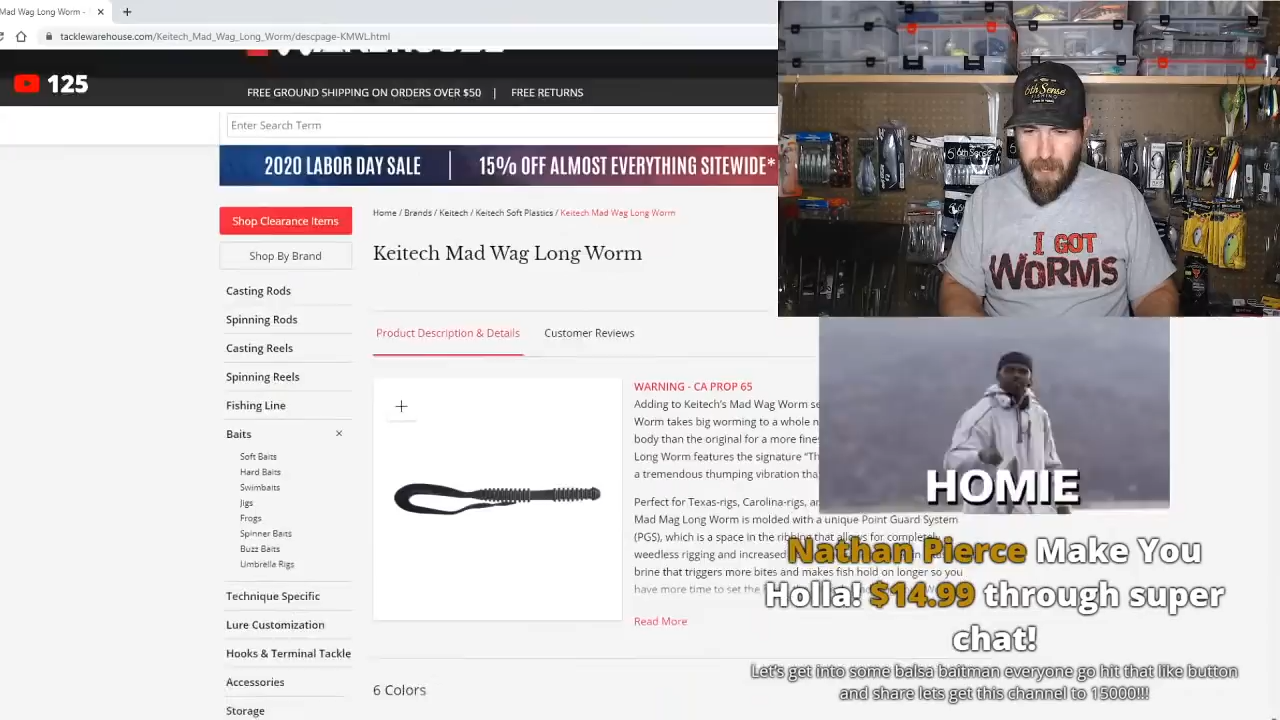 Mad Wag Long Worm -
tacklewarehouse.com/Keitech_Mad_Wag_Long_Worm/descpage-KMWL.html
125
FREE GROUND SHIPPING ON ORDERS OVER $50 | FREE RETURNS
Enter Search Term
2020 LABOR DAY SALE | 15% OFF ALMOST EVERYTHING SITEWIDE*
Shop Clearance Items
Shop By Brand
Casting Rods
Spinning Rods
Casting Reels
Spinning Reels
Fishing Line
Baits
Soft Baits
Hard Baits
Swimbaits
Jigs
Frogs
Spinner Baits
Buzz Baits
Umbrella Rigs
Technique Specific
Lure Customization
Hooks & Terminal Tackle
Accessories
Storage
Home / Brands / Keitech / Keitech Soft Plastics / Keitech Mad Wag Long Worm
Keitech Mad Wag Long Worm
Product Description & Details
Customer Reviews
WARNING - CA PROP 65
Adding to Keitech's Mad Wag Worm
Worm takes big worming to a whole
body than the original for a more
Long Worm features the signature
a tremendous thumping vibration
Perfect for Texas-rigs, Carolina-rigs,
Mad Mag Long Worm is molded with a unique Point Guard System
(PGS), which is a space in the ribbing that allows for
weedless rigging and increased
brine that triggers more bites and makes fish hold on longer so you
have more time to set the
Read More
6 Colors
6th Sense
I GOT
WORMS
HOMIE
Nathan Pierce Make You
Holla! $14.99 through super
chat!
Let's get into some balsa baitman everyone go hit that like button
and share lets get this channel to 15000!!!